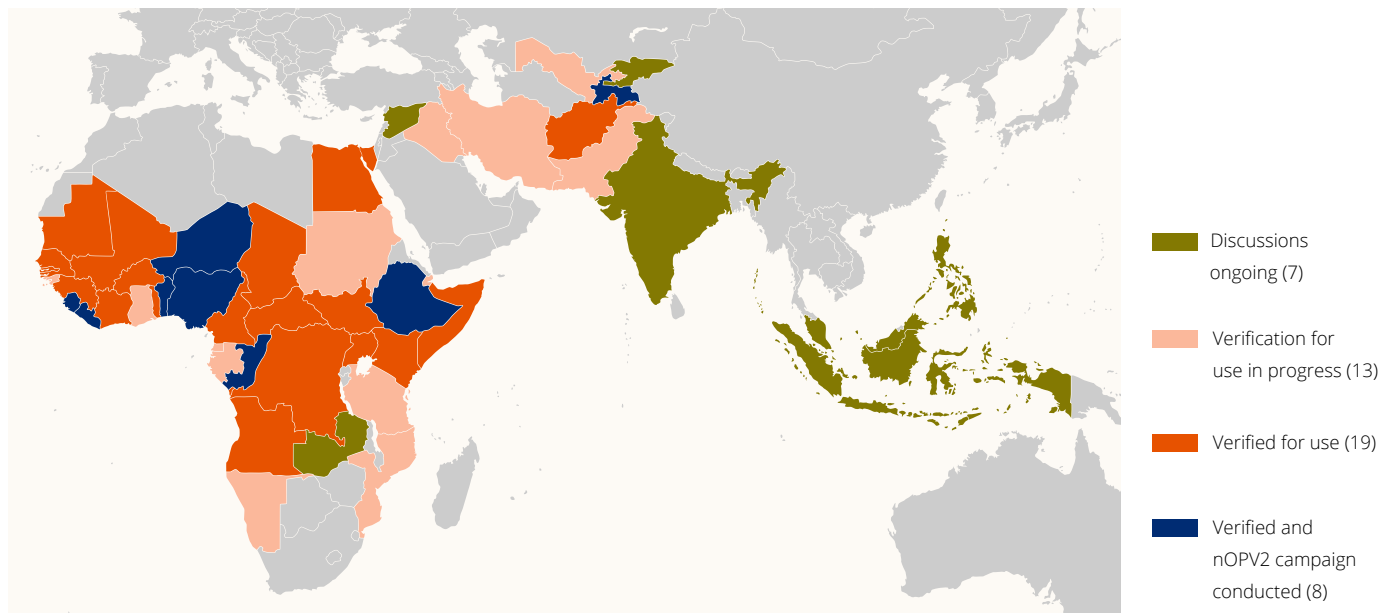 Discussions
ongoing (7)
Verification for
use in progress (13)
Verified for use (19)
Verified and
nOPV2 campaign
conducted (8)